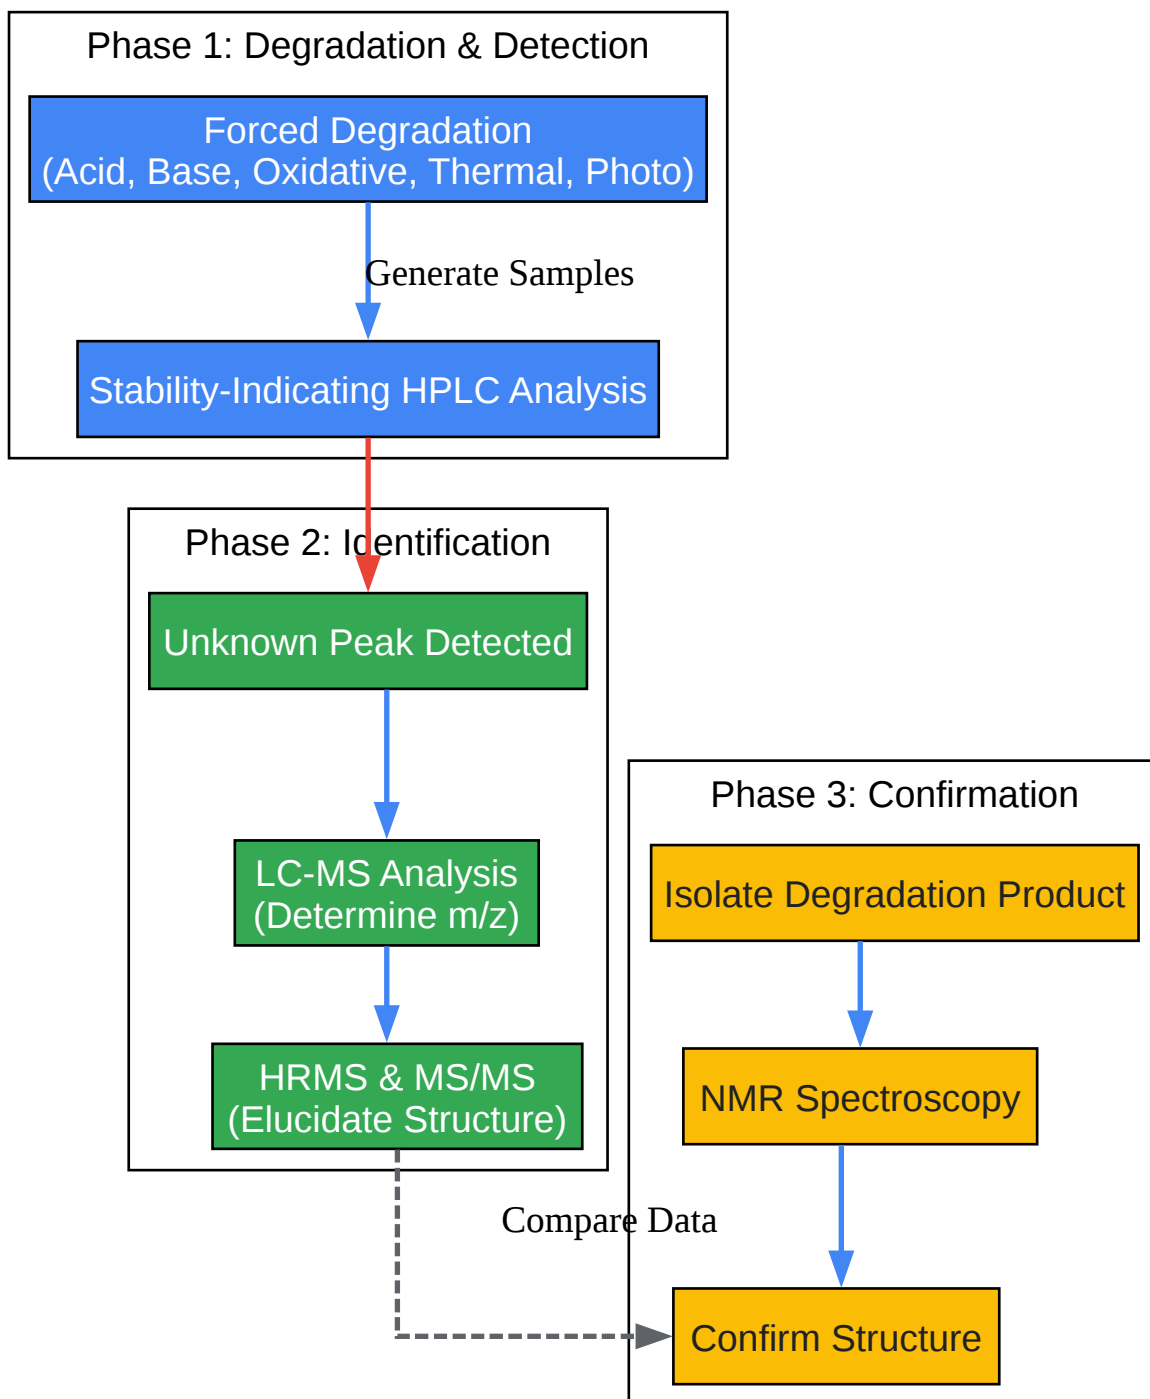 Phase 1: Degradation & Detection
Forced Degradation
(Acid, Base, Oxidative, Thermal, Photo)
Generate Samples
Stability-Indicating HPLC Analysis
Phase 2: Identification
Unknown Peak Detected
LC-MS Analysis
(Determine m/z)
HRMS & MS/MS
(Elucidate Structure)
Phase 3: Confirmation
Isolate Degradation Product
NMR Spectroscopy
Compare Data
Confirm Structure